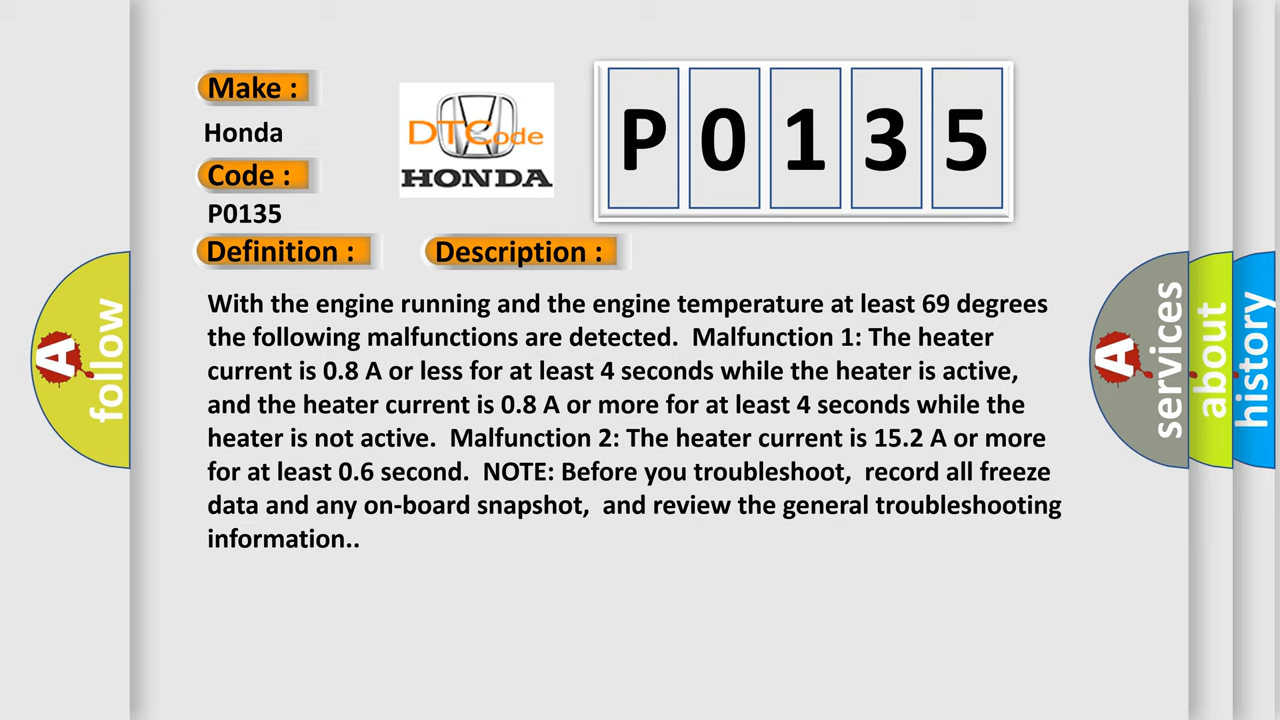 Make :
Honda
Code :
P0135
DTCode
HONDA
P0135
Definition :
Description :
With the engine running and the engine temperature at least 69 degrees
the following malfunctions are detected. Malfunction 1: The heater
current is 0.8 A or less for at least 4 seconds while the heater is active,
and the heater current is 0.8 A or more for at least 4 seconds while the
heater is not active. Malfunction 2: The heater current is 15.2 A or more
for at least 0.6 second. NOTE: Before you troubleshoot, record all freeze
data and any on-board snapshot, and review the general troubleshooting
information..
A
follow
A
services
about
history